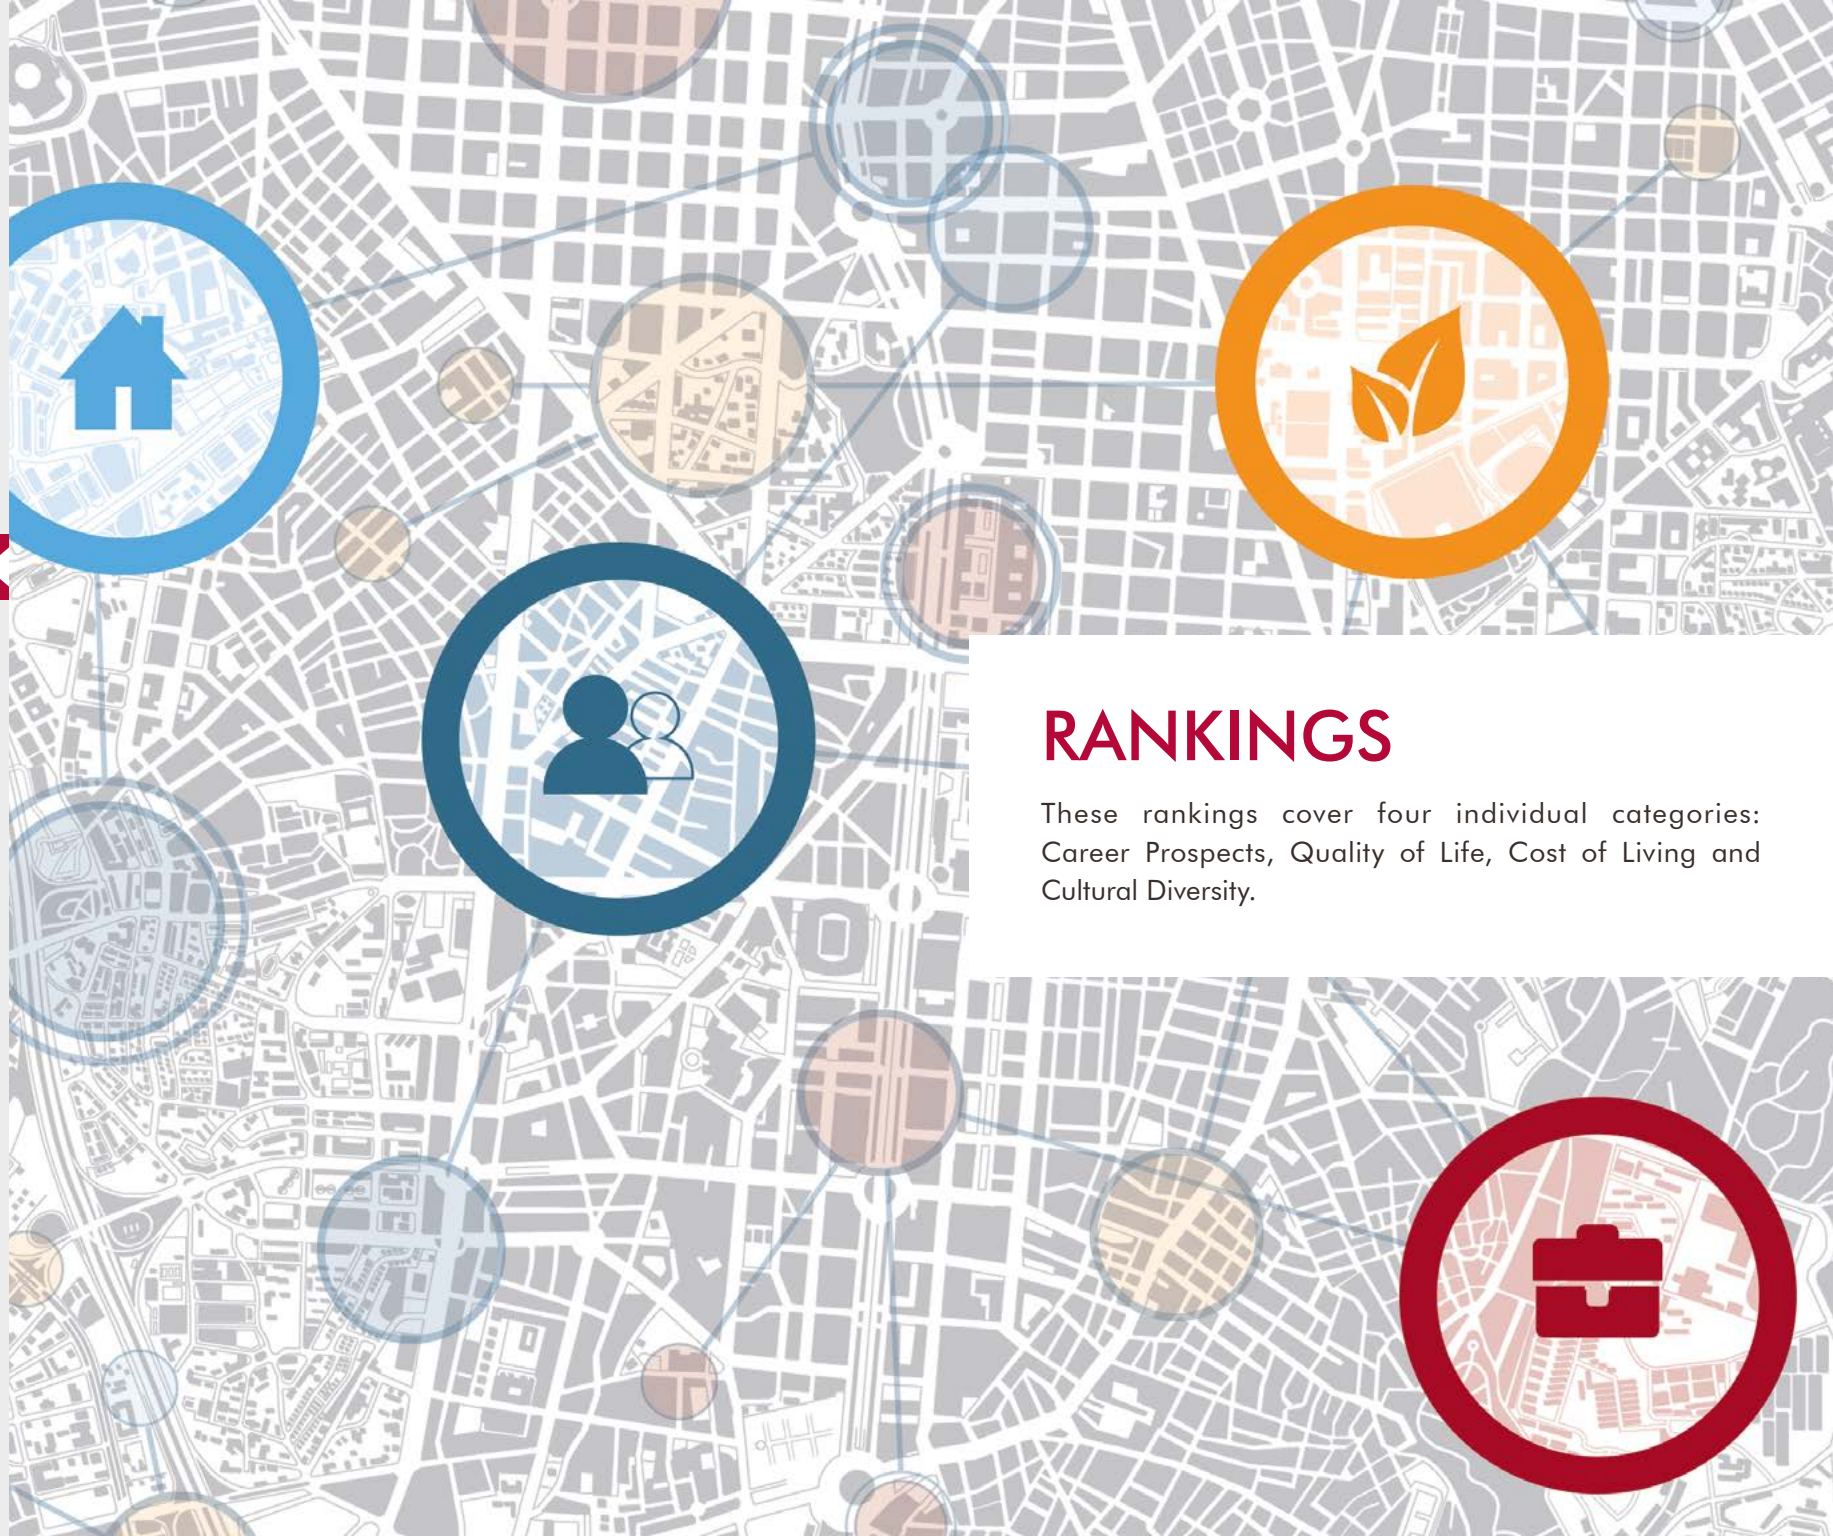 RANKINGS
These rankings cover four individual categories:
Career Prospects, Quality of Life, Cost of Living and
Cultural Diversity.